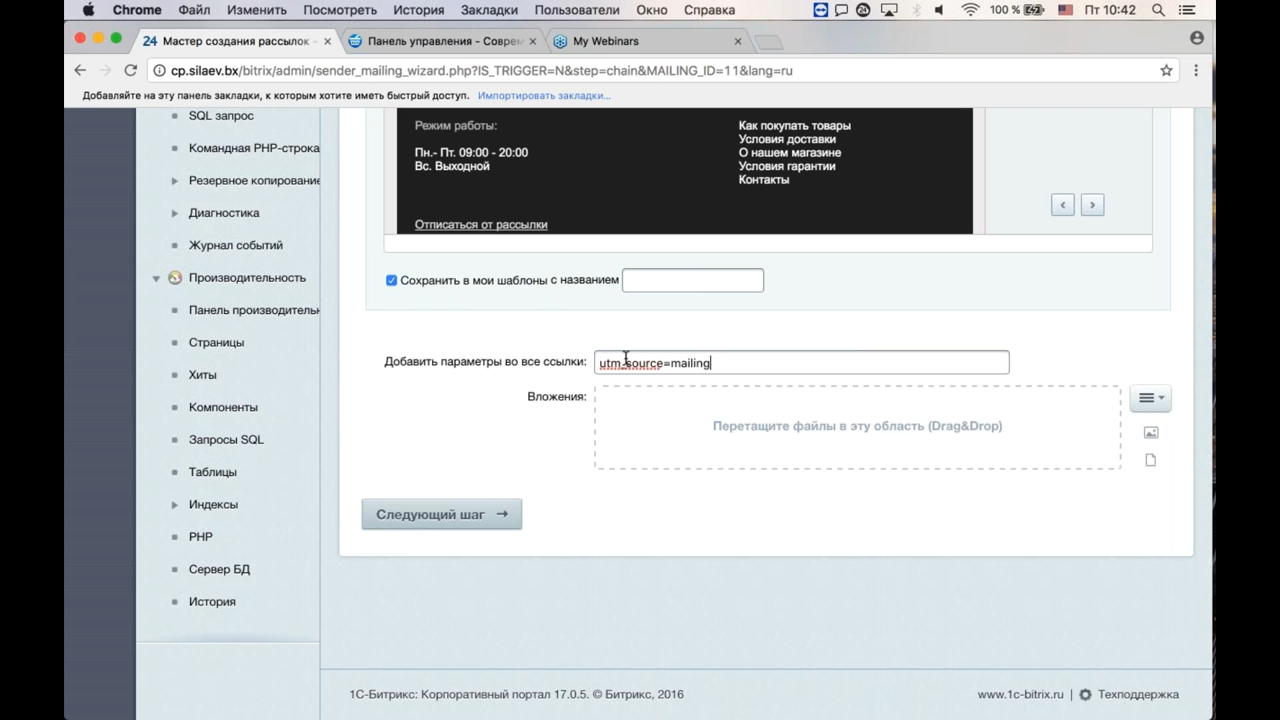 Chrome Файл Изменить Посмотреть История Закладки Пользователи Окно Справка 100 % Пт 10:42
24 Мастер создания рассылок - × Панель управления - Соврем × My Webinars ×
cp.silaev.bx/bitrix/admin/sender_mailing_wizard.php?IS_TRIGGER=N&step=chain&MAILING_ID=11&lang=ru
Добавляйте на эту панель закладки, к которым хотите иметь быстрый доступ. Импортировать закладки...
SQL запрос
Командная PHP-строка
Резервное копирование
Диагностика
Журнал событий
Производительность
Панель производительн
Страницы
Хиты
Компоненты
Запросы SQL
Таблицы
Индексы
PHP
Сервер БД
История
Режим работы:
Пн.- Пт. 09:00 - 20:00
Вс. Выходной
Как покупать товары
Условия доставки
О нашем магазине
Условия гарантии
Контакты
Отписаться от рассылки
Сохранить в мои шаблоны с названием
Добавить параметры во все ссылки: utm_source=mailing
Вложения:
Перетащите файлы в эту область (Drag&Drop)
Следующий шаг →
1С-Битрикс: Корпоративный портал 17.0.5. © Битрикс, 2016
www.1c-bitrix.ru | Техподдержка